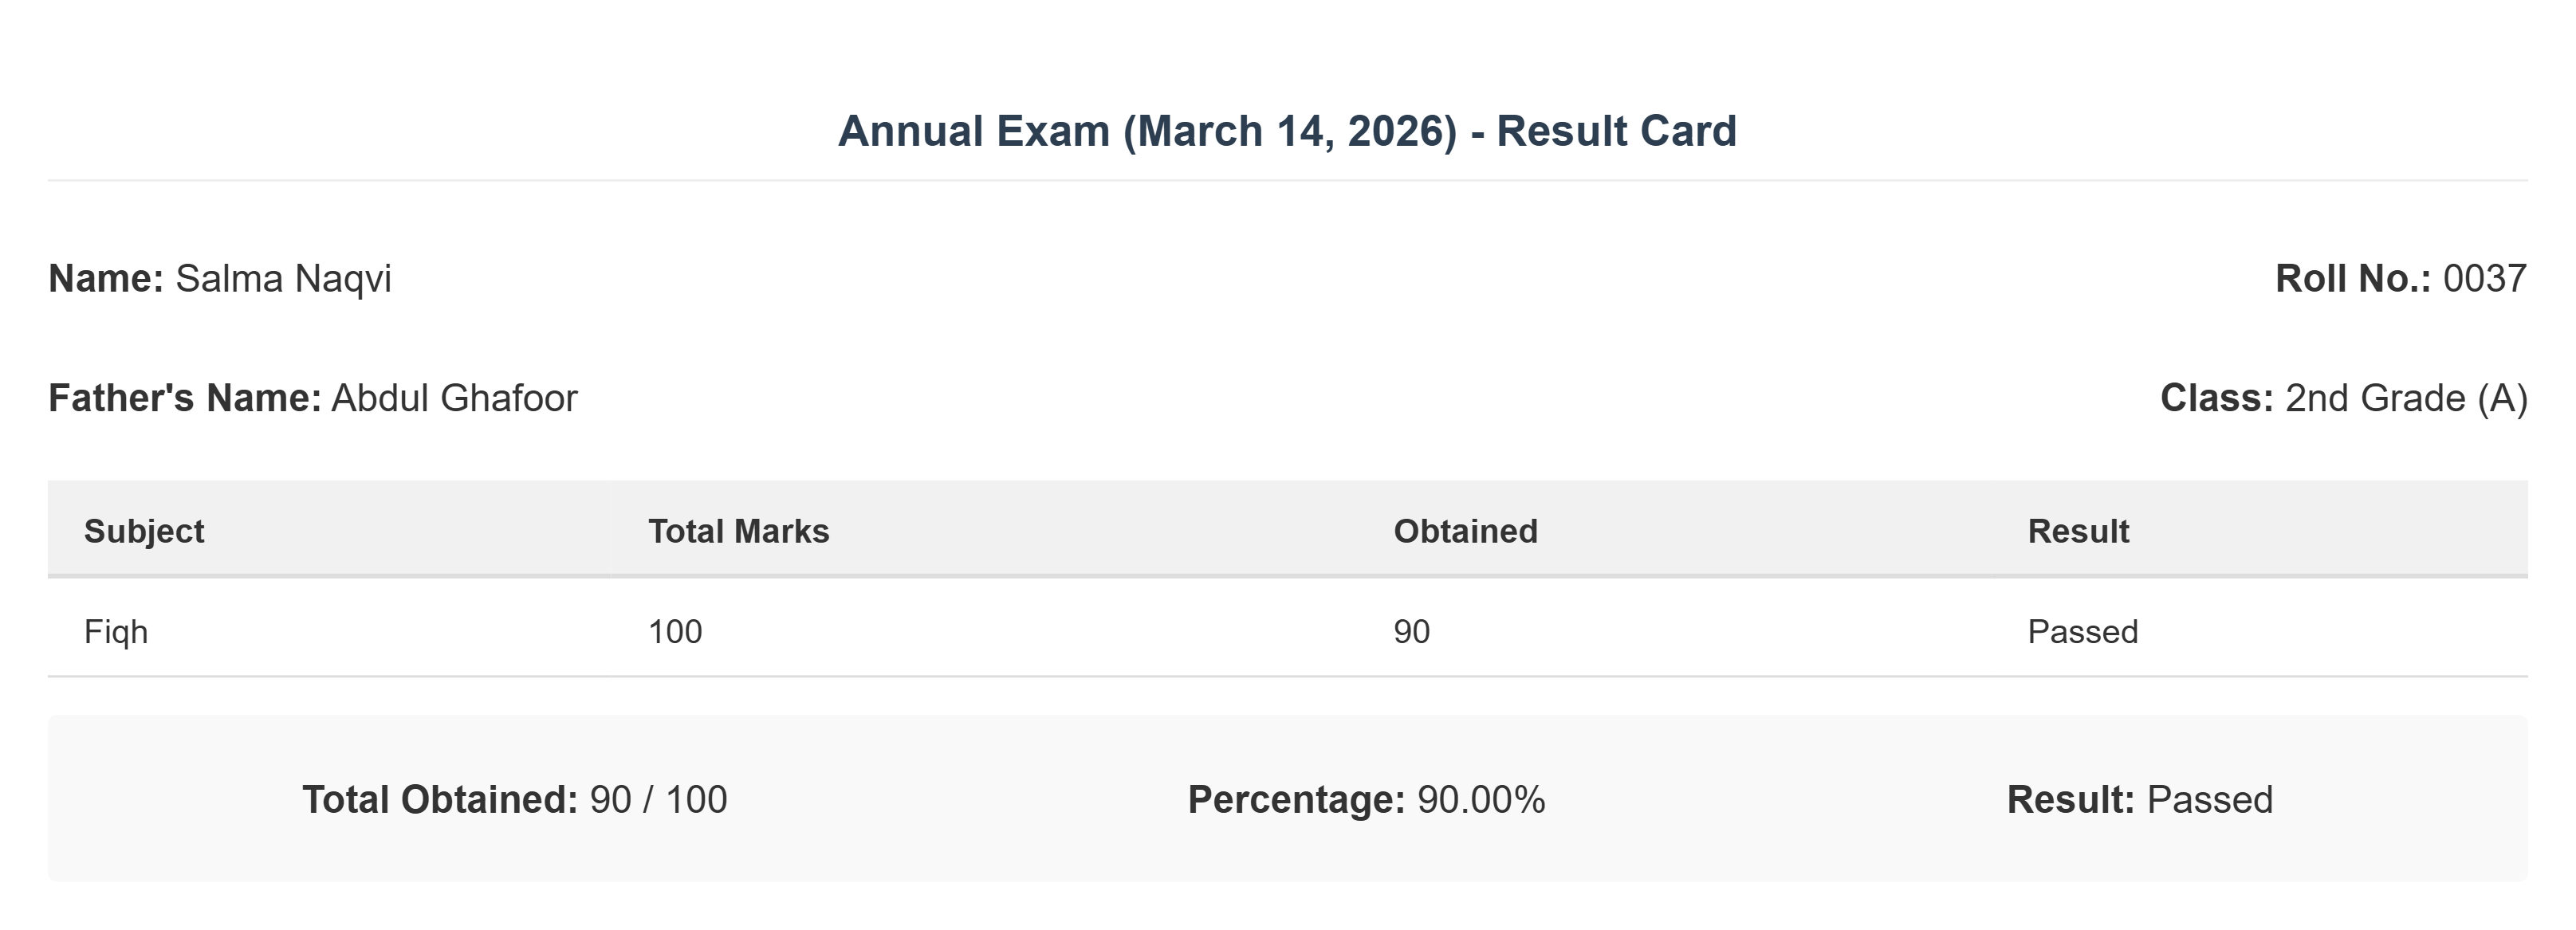 Annual Exam (March 14, 2026) - Result Card
Name: Salma Naqvi Roll No.: 0037
Father's Name: Abdul Ghafoor Class: 2nd Grade (A)
Subject Total Marks Obtained Result
Fiqh 100 90 Passed
Total Obtained: 90 / 100 Percentage: 90.00% Result: Passed